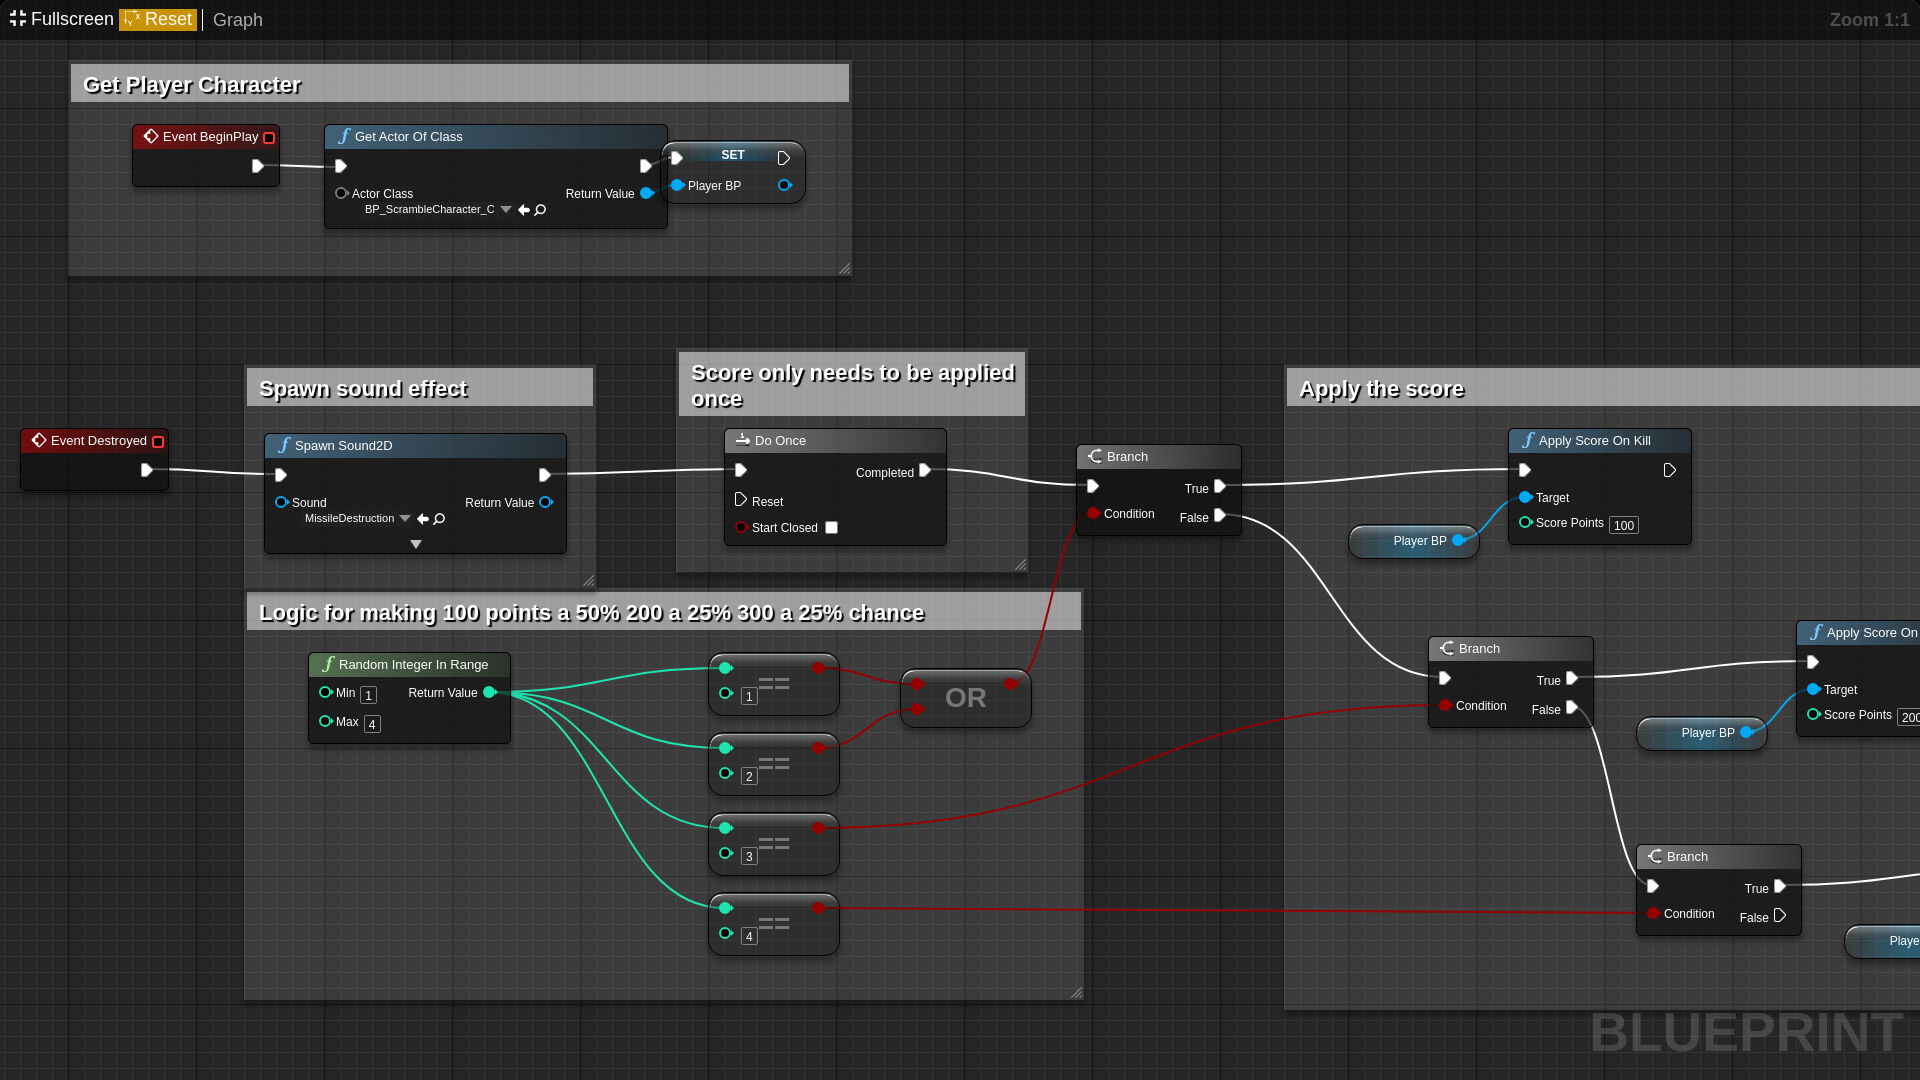 Fullscreen Reset Graph Zoom 1:1
Get Player Character
Event BeginPlay
Get Actor Of Class
Actor Class
BP_ScrambleCharacter_C
Return Value
SET
Player BP
Spawn sound effect
Score only needs to be applied
once
Apply the score
Event Destroyed
Spawn Sound2D
Sound
MissileDestruction
Return Value
Do Once
Completed
Reset
Start Closed
Branch
True
Condition
False
Apply Score On Kill
Target
Score Points 100
Player BP
Logic for making 100 points a 50% 200 a 25% 300 a 25% chance
Random Integer In Range
Min 1
Return Value
Max 4
== 1
== 2
== 3
== 4
OR
Branch
True
Condition
False
Apply Score On
Target
Score Points 200
Player BP
Branch
True
Condition
False
Playe
BLUEPRINT